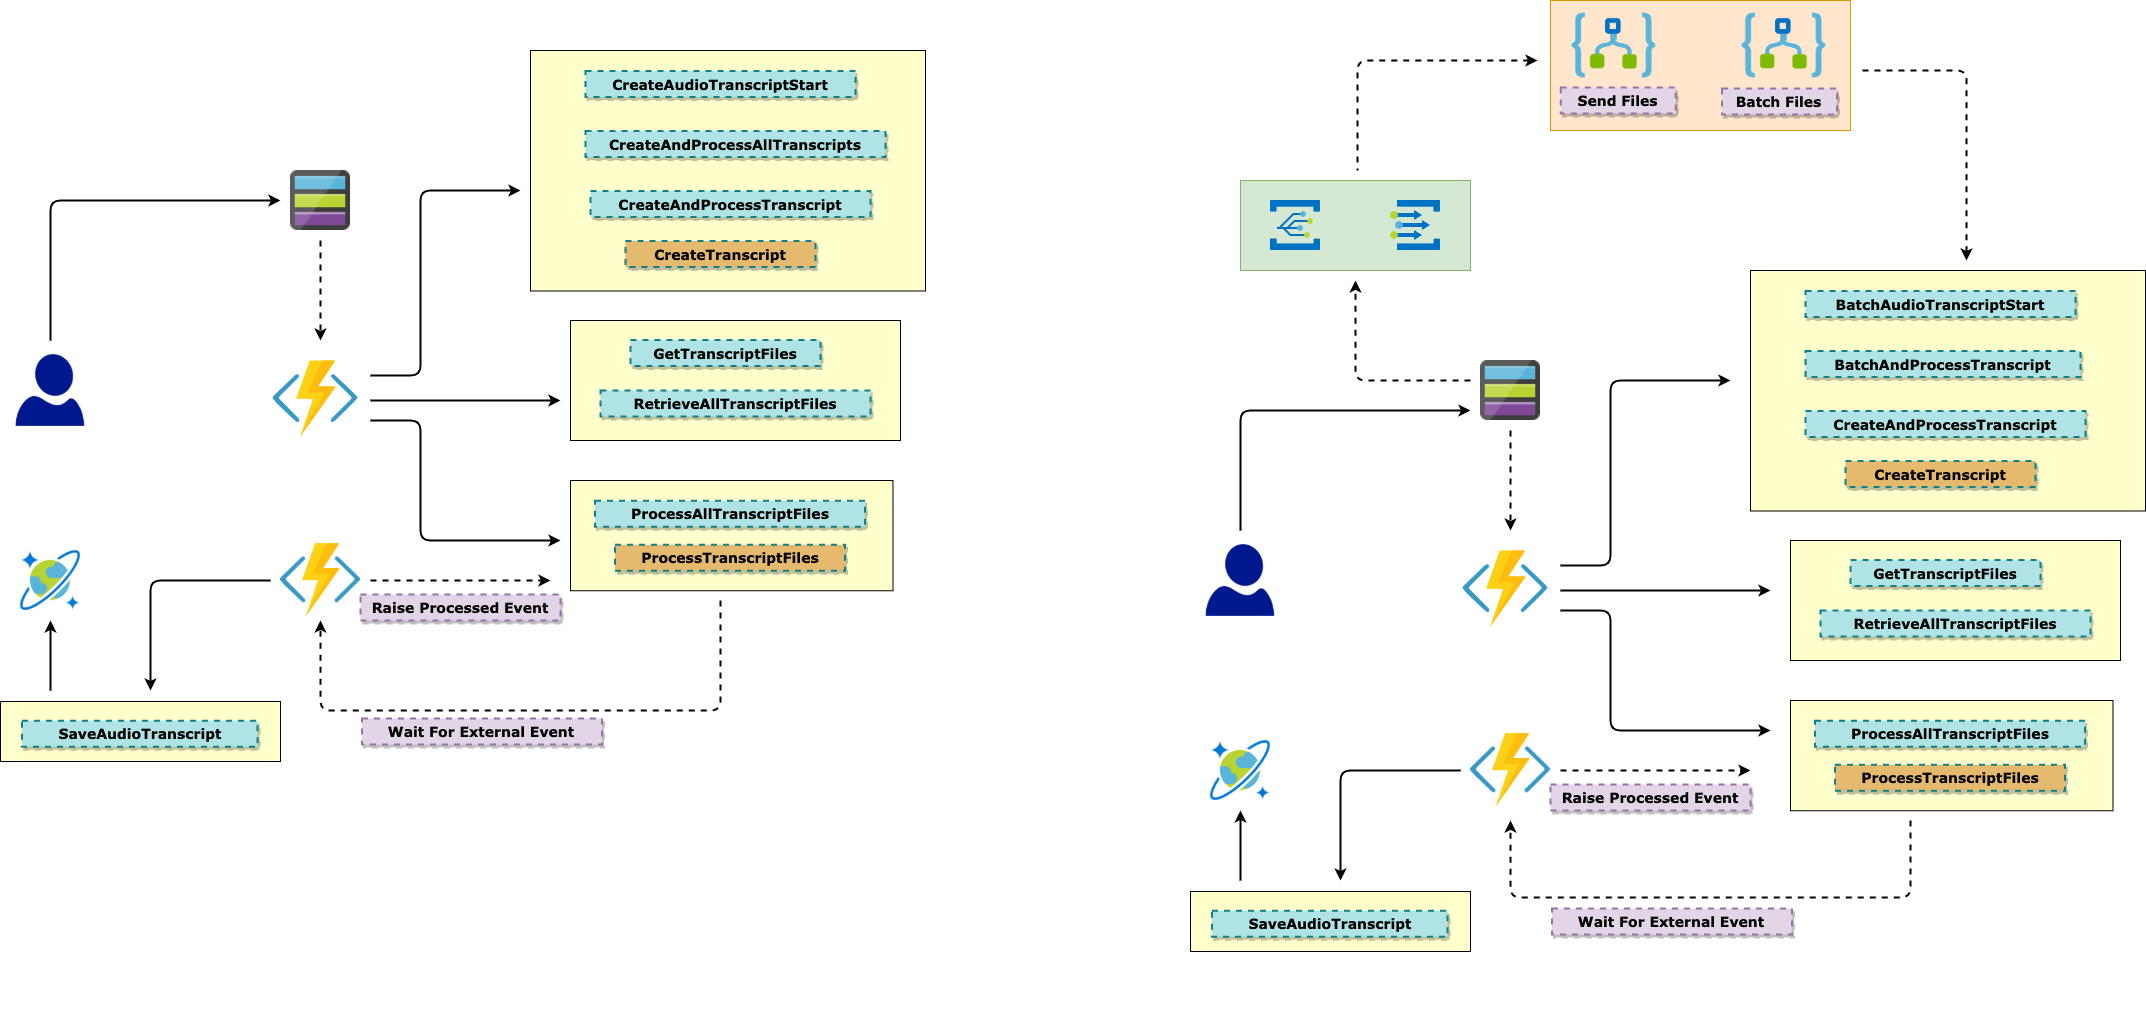 CreateAudioTranscriptStart
CreateAndProcessAllTranscripts
CreateAndProcessTranscript
CreateTranscript
GetTranscriptFiles
RetrieveAllTranscriptFiles
ProcessAllTranscriptFiles
ProcessTranscriptFiles
Raise Processed Event
Wait For External Event
SaveAudioTranscript
Send Files
Batch Files
BatchAudioTranscriptStart
BatchAndProcessTranscript
CreateAndProcessTranscript
CreateTranscript
GetTranscriptFiles
RetrieveAllTranscriptFiles
ProcessAllTranscriptFiles
ProcessTranscriptFiles
Raise Processed Event
Wait For External Event
SaveAudioTranscript